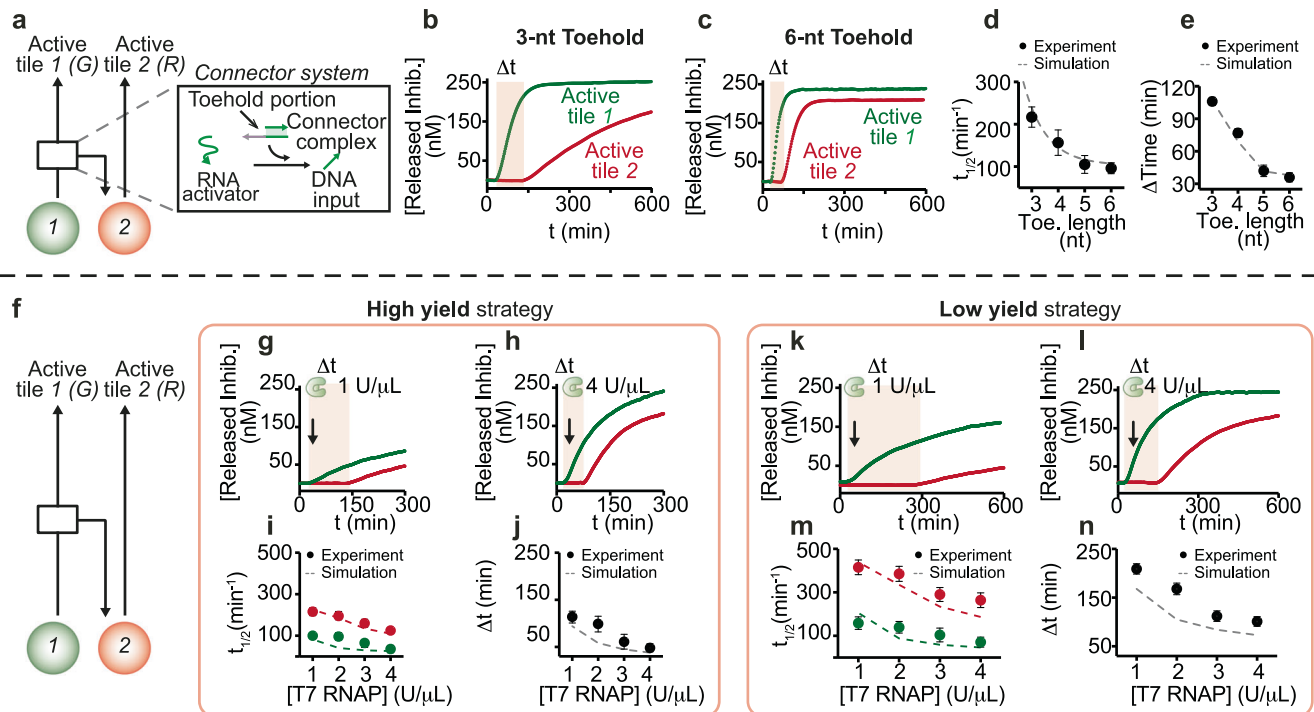 a
Active
tile 1 (G)
Active
tile 2 (R)
Connector system
Toehold portion
Connector
complex
RNA
activator
DNA
input
1
2
b
3-nt Toehold
[Released Inhib.]
(nM)
250
150
50
Δt
Active
tile 1
Active
tile 2
0
300
600
t (min)
c
6-nt Toehold
[Released Inhib.]
(nM)
250
150
50
Δt
Active
tile 1
Active
tile 2
0
300
600
t (min)
d
Experiment
Simulation
t1/2(min-1)
300
200
100
3 4 5 6
Toe. length
(nt)
e
Experiment
Simulation
ΔTime (min)
120
90
60
30
3 4 5 6
Toe. length
(nt)
f
Active
tile 1 (G)
Active
tile 2 (R)
1
2
High yield strategy
g
Δt
1 U/μL
[Released Inhib.]
(nM)
250
150
50
0 150 300
t (min)
h
Δt
4 U/μL
250
150
50
0 150 300
t (min)
i
Experiment
Simulation
t1/2(min-1)
500
300
100
1 2 3 4
[T7 RNAP] (U/μL)
j
Experiment
Simulation
Δt (min)
250
150
50
1 2 3 4
[T7 RNAP] (U/μL)
Low yield strategy
k
Δt
1 U/μL
[Released Inhib.]
(nM)
250
150
50
0 300 600
t (min)
l
Δt
4 U/μL
250
150
50
0 300 600
t (min)
m
Experiment
Simulation
t1/2(min-1)
500
300
100
1 2 3 4
[T7 RNAP] (U/μL)
n
Experiment
Simulation
Δt (min)
250
150
50
1 2 3 4
[T7 RNAP] (U/μL)